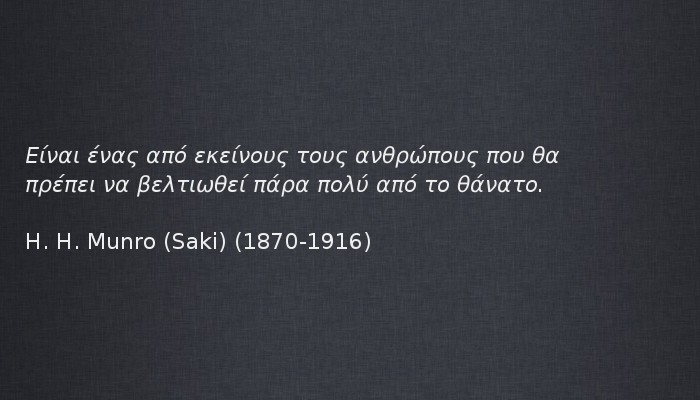 Είναι ένας από εκείνους τους ανθρώπους που θα
πρέπει να βελτιωθεί πάρα πολύ από το θάνατο.
H. H. Munro (Saki) (1870-1916)